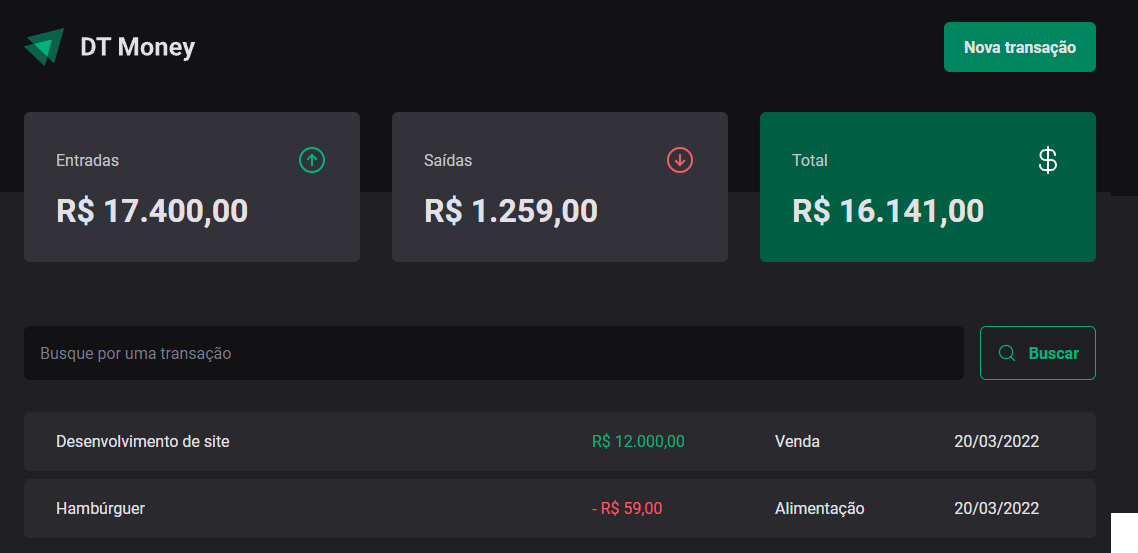 DT Money
Nova transação
Entradas
R$ 17.400,00
Saídas
R$ 1.259,00
Total
R$ 16.141,00
Busque por uma transação
Buscar
Desenvolvimento de site R$ 12.000,00 Venda 20/03/2022
Hambúrguer - R$ 59,00 Alimentação 20/03/2022